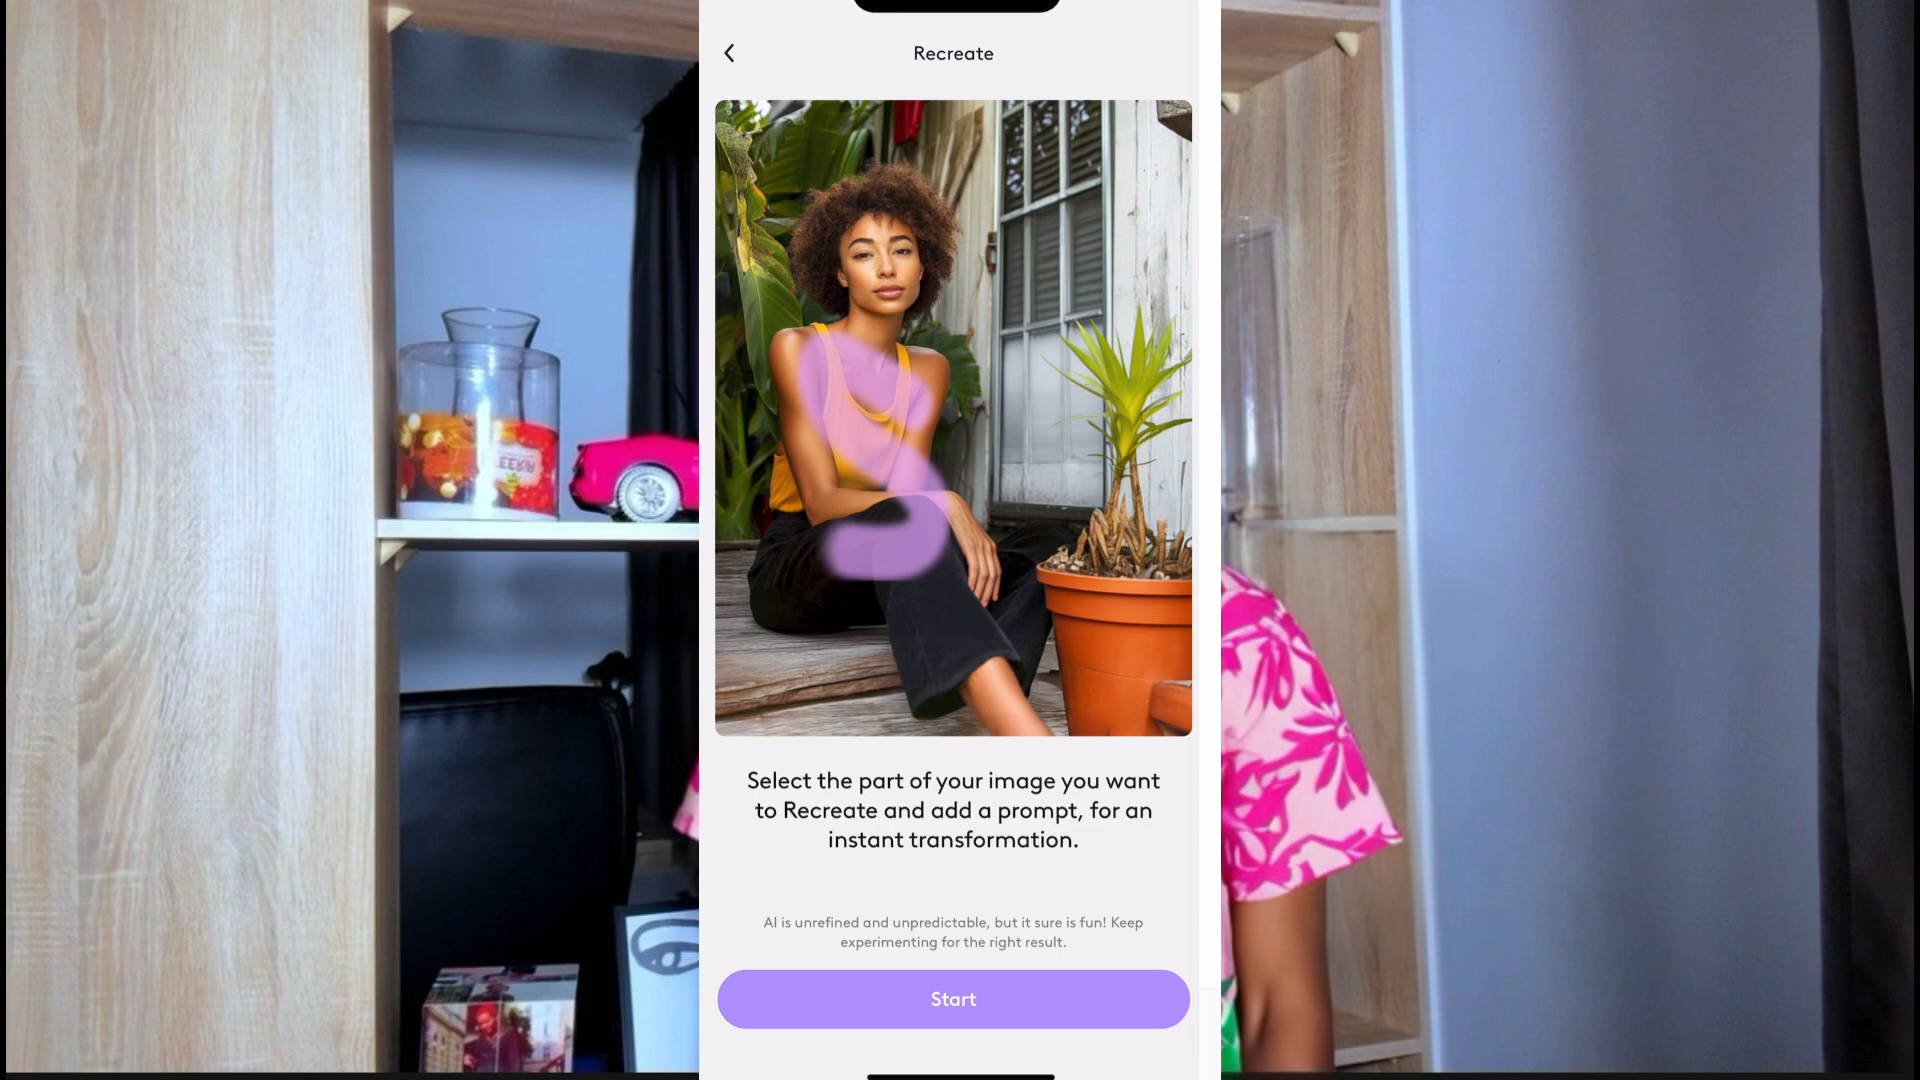 Recreate
Select the part of your image you want
to Recreate and add a prompt, for an
instant transformation.
AI is unrefined and unpredictable, but it sure is fun! Keep
experimenting for the right result.
Start